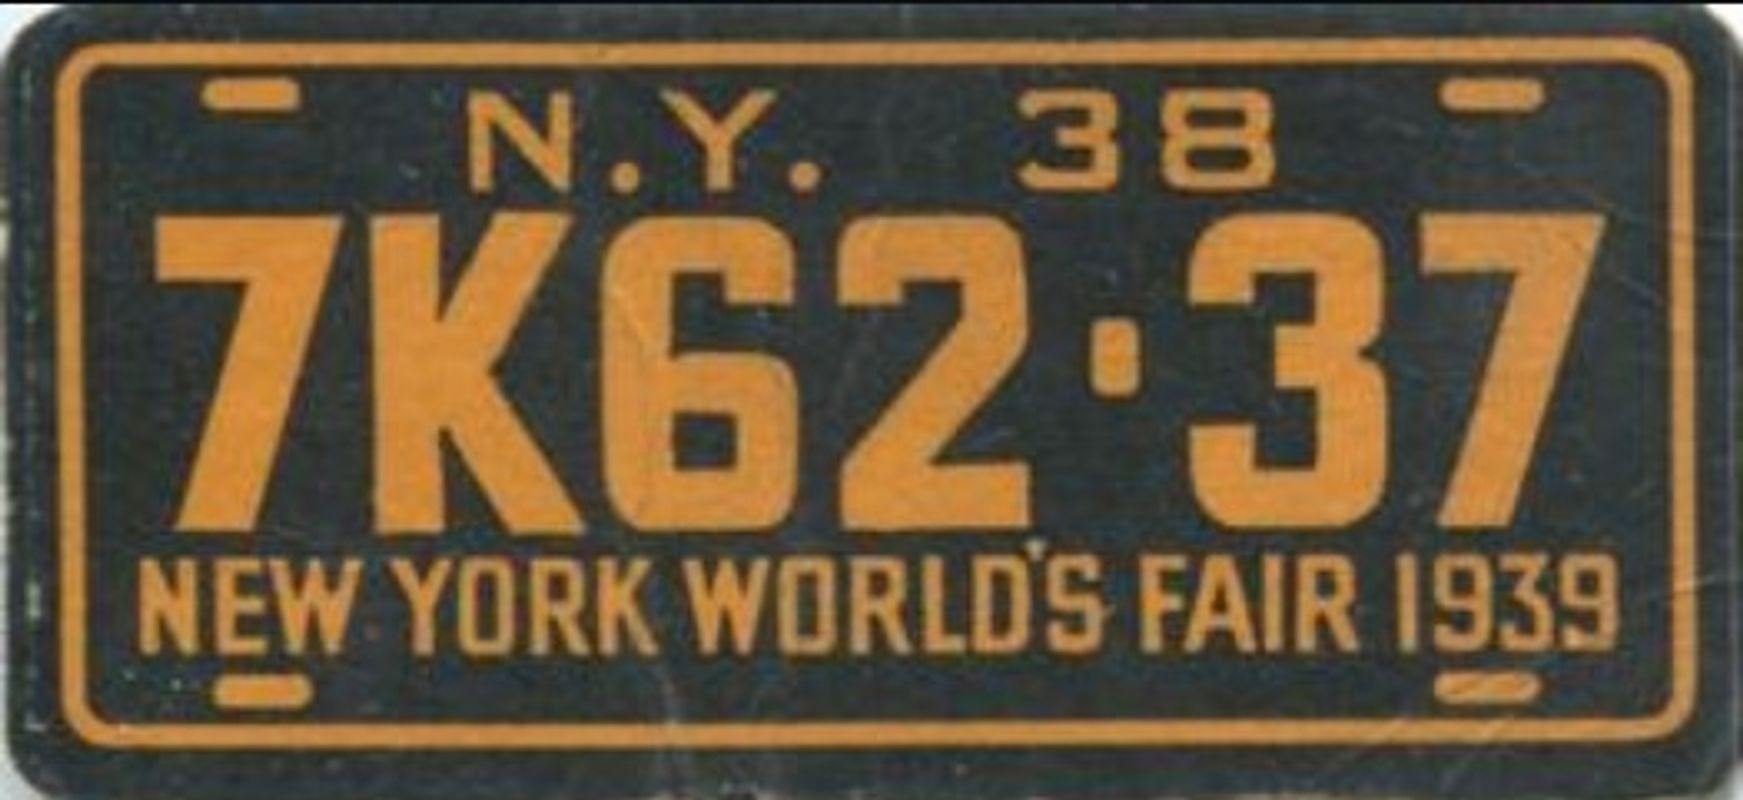 N.Y. 38
7K62·37
NEW YORK WORLD'S FAIR 1939